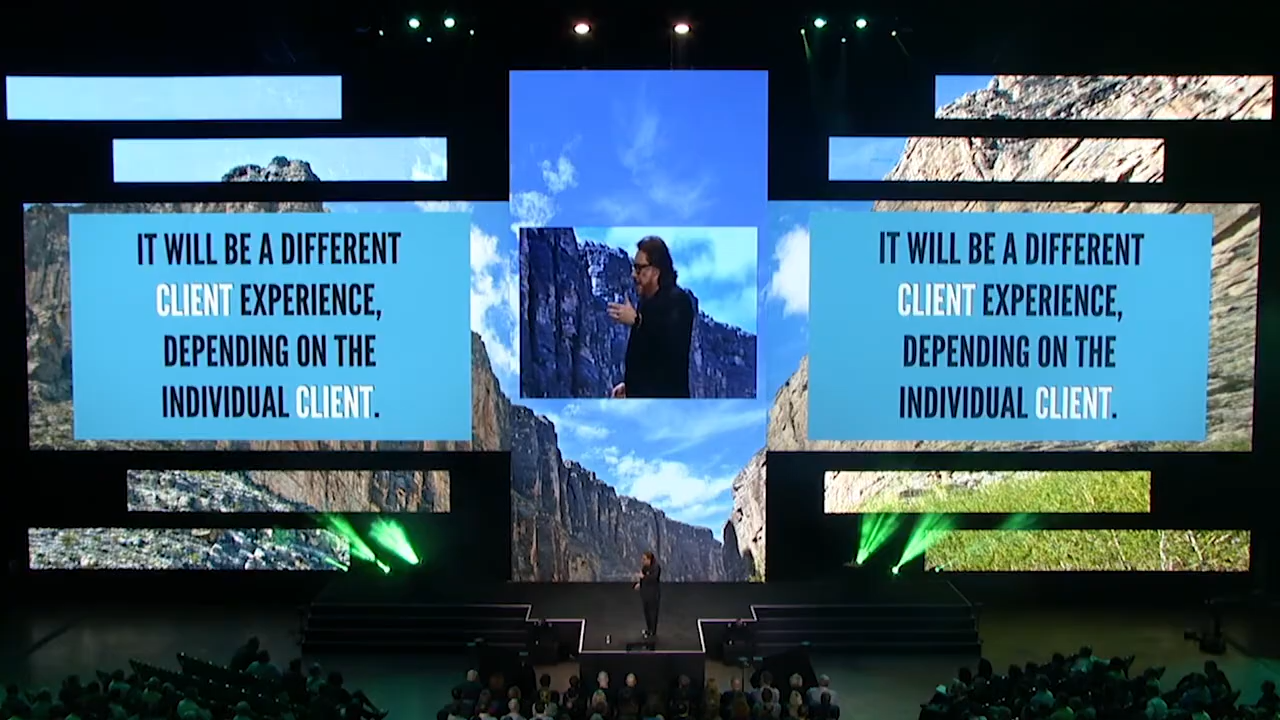 IT WILL BE A DIFFERENT
CLIENT EXPERIENCE,
DEPENDING ON THE
INDIVIDUAL CLIENT.
IT WILL BE A DIFFERENT
CLIENT EXPERIENCE,
DEPENDING ON THE
INDIVIDUAL CLIENT.